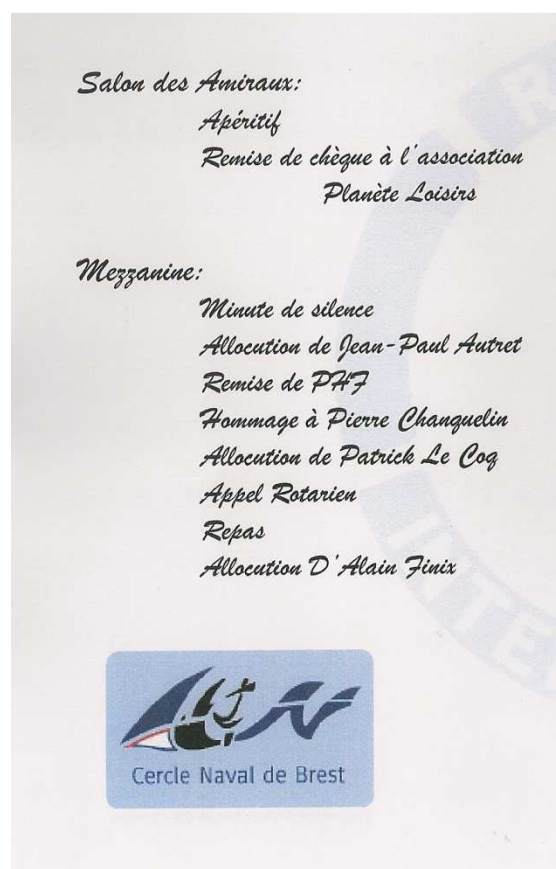 Salon des Amiraux:
Apéritif
Remise de chèque à l'association
Planète Loisirs
Mezzanine:
Minute de silence
Allocution de Jean-Paul Autret
Remise de PHF
Hommage à Pierre Changuelin
Allocution de Patrick Le Coq
Appel Rotarien
Repas
Allocution D'Alain Finix
Cercle Naval de Brest